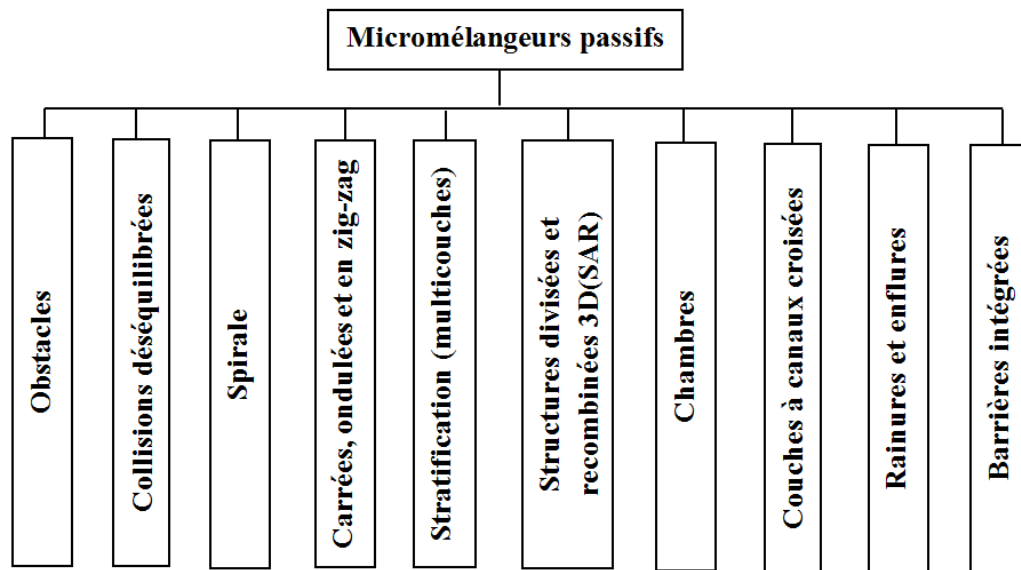 Micromélangeurs passifs
Obstacles
Collisions déséquilibrées
Spirale
Carrées, ondulées et en zig-zag
Stratification (multicouches)
Structures divisées et
recombinées 3D(SAR)
Chambres
Couches à canaux croisées
Rainures et enflures
Barrières intégrées